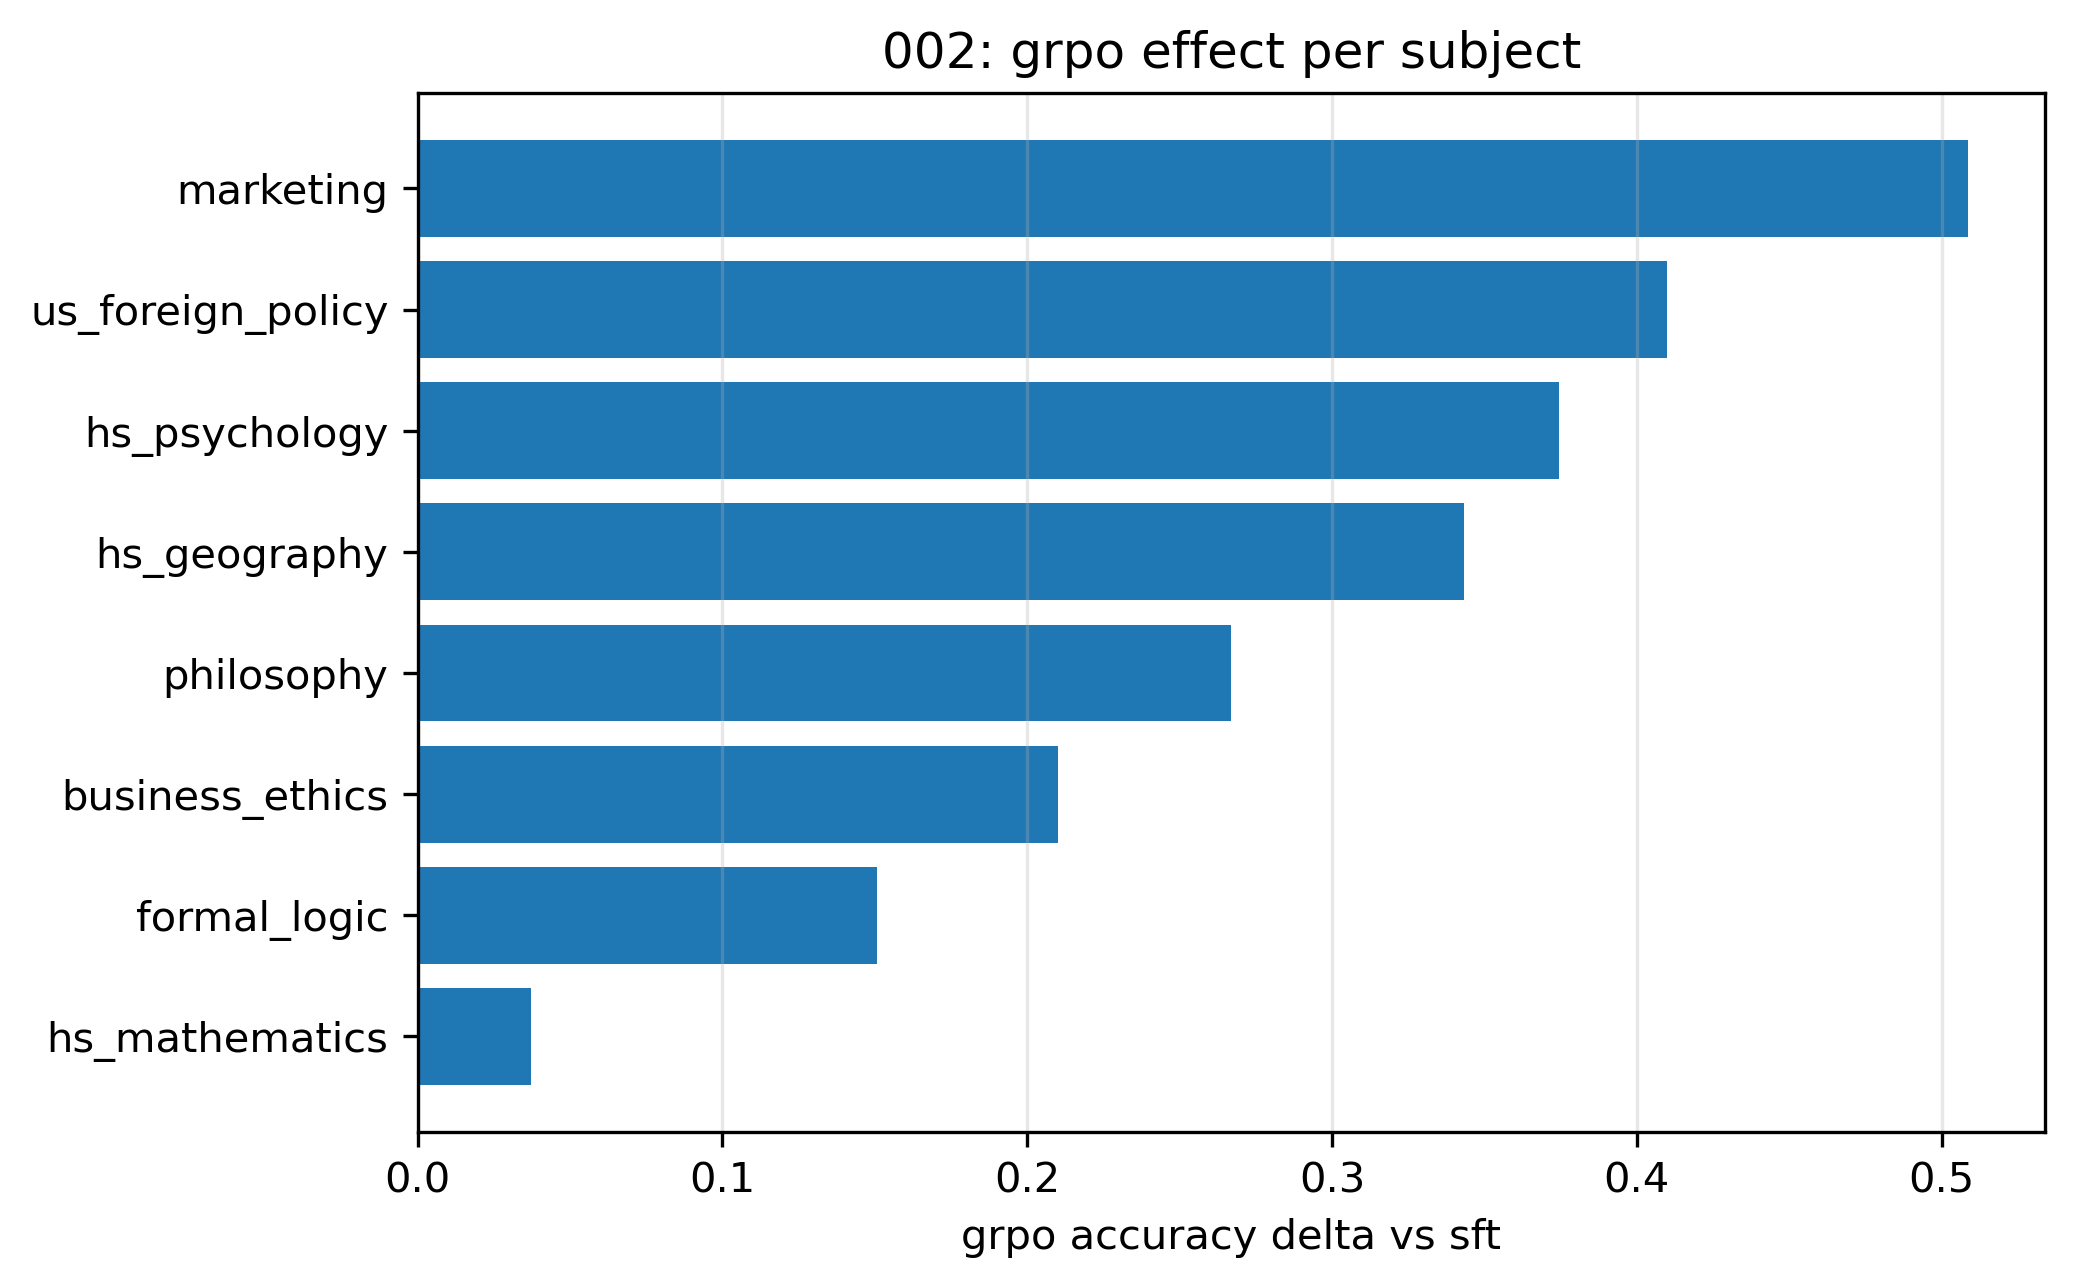 002: grpo effect per subject
marketing
us_foreign_policy
hs_psychology
hs_geography
philosophy
business_ethics
formal_logic
hs_mathematics
0.0 0.1 0.2 0.3 0.4 0.5
grpo accuracy delta vs sft